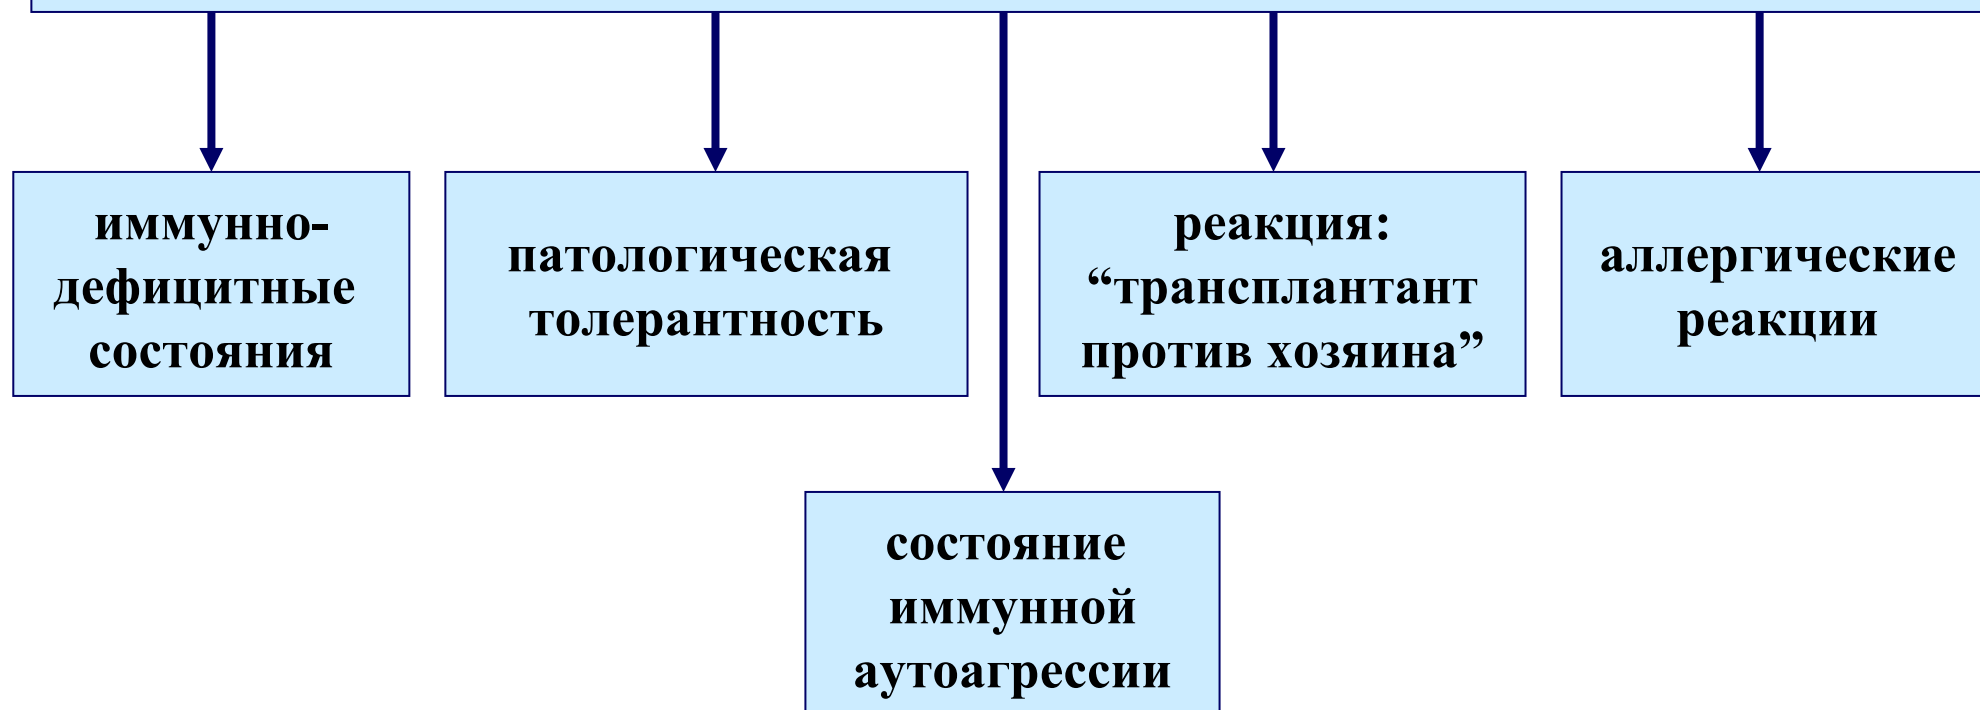 иммунно-
дефицитные
состояния
патологическая
толерантность
реакция:
“трансплантант
против хозяина”
аллергические
реакции
состояние
иммунной
аутоагрессии